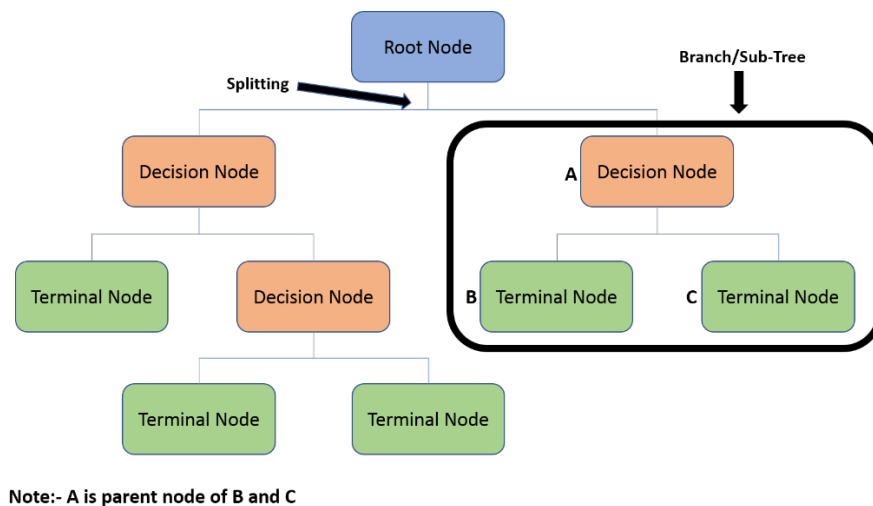 Root Node
Branch/Sub-Tree
Splitting
Decision Node
A
Decision Node
Terminal Node
Decision Node
B
Terminal Node
C
Terminal Node
Terminal Node
Terminal Node
Note:- A is parent node of B and C